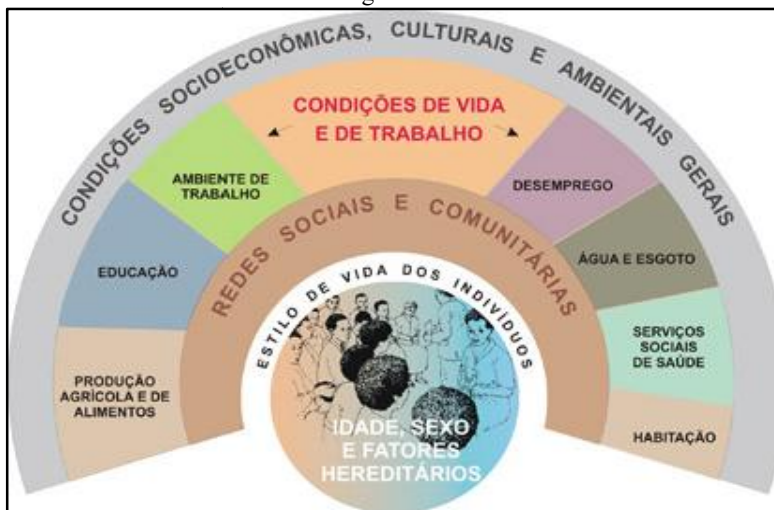 CONDIÇÕES SOCIOECONÔMICAS, CULTURAIS E AMBIENTAIS GERAIS
CONDIÇÕES DE VIDA
E DE TRABALHO
AMBIENTE DE
TRABALHO
DESEMPREGO
REDES SOCIAIS E COMUNITÁRIAS
EDUCAÇÃO
ÁGUA E ESGOTO
ESTILO DE VIDA DOS INDIVÍDUOS
PRODUÇÃO
AGRÍCOLA E DE
ALIMENTOS
SERVIÇOS
SOCIAIS
DE SAÚDE
IDADE, SEXO
E FATORES
HEREDITÁRIOS
HABITAÇÃO